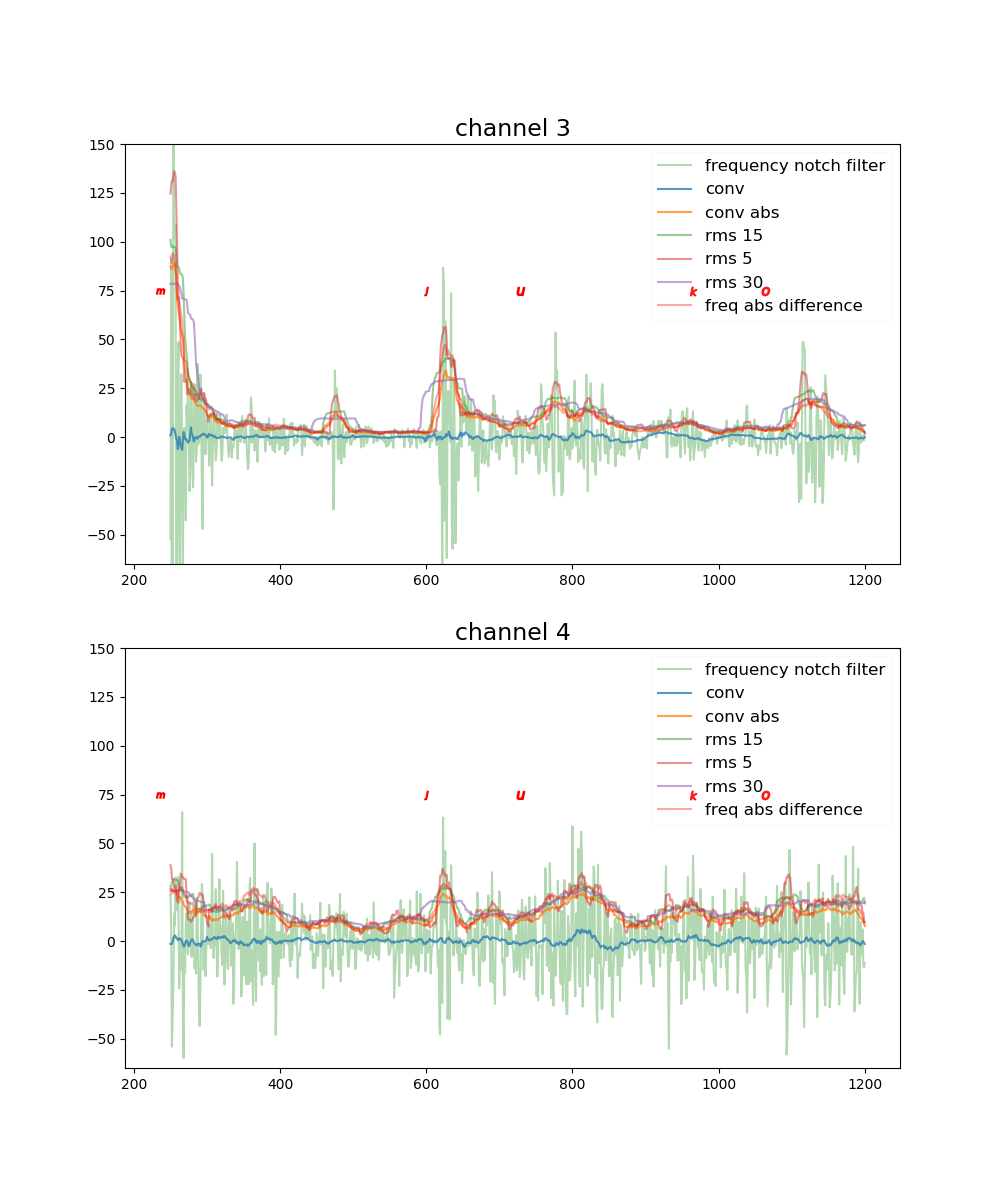 channel 3
150
125
100
75
50
25
0
−25
−50
frequency notch filter
conv
conv abs
rms 15
rms 5
rms 30
freq abs difference
m J u k o
200 400 600 800 1000 1200
channel 4
150
125
100
75
50
25
0
−25
−50
frequency notch filter
conv
conv abs
rms 15
rms 5
rms 30
freq abs difference
m J u k o
200 400 600 800 1000 1200